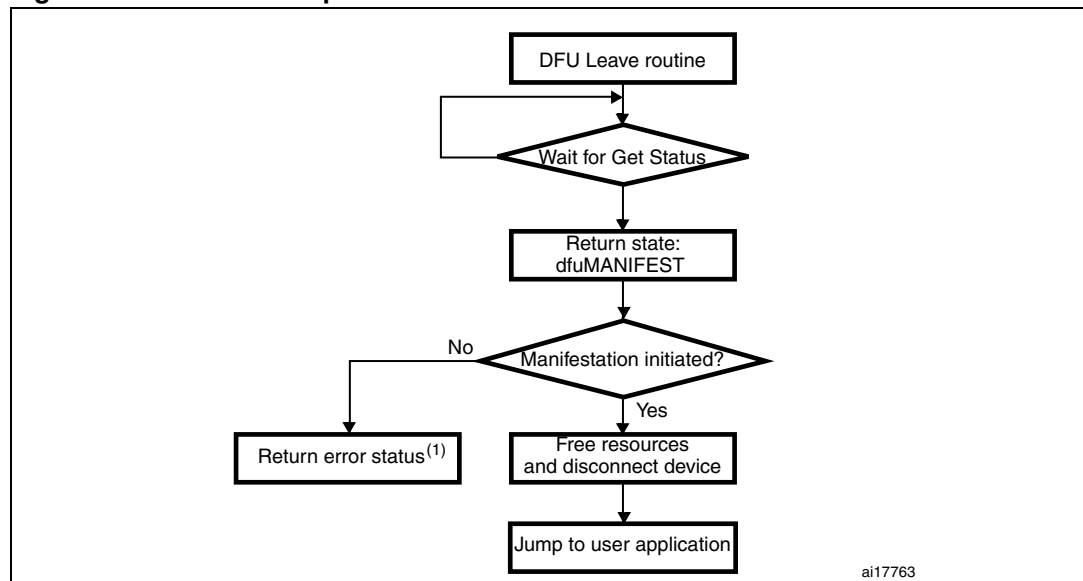 DFU Leave routine
Wait for Get Status
Return state:
dfuMANIFEST
No
Manifestation initiated?
Yes
Return error status(1)
Free resources
and disconnect device
Jump to user application
ai17763